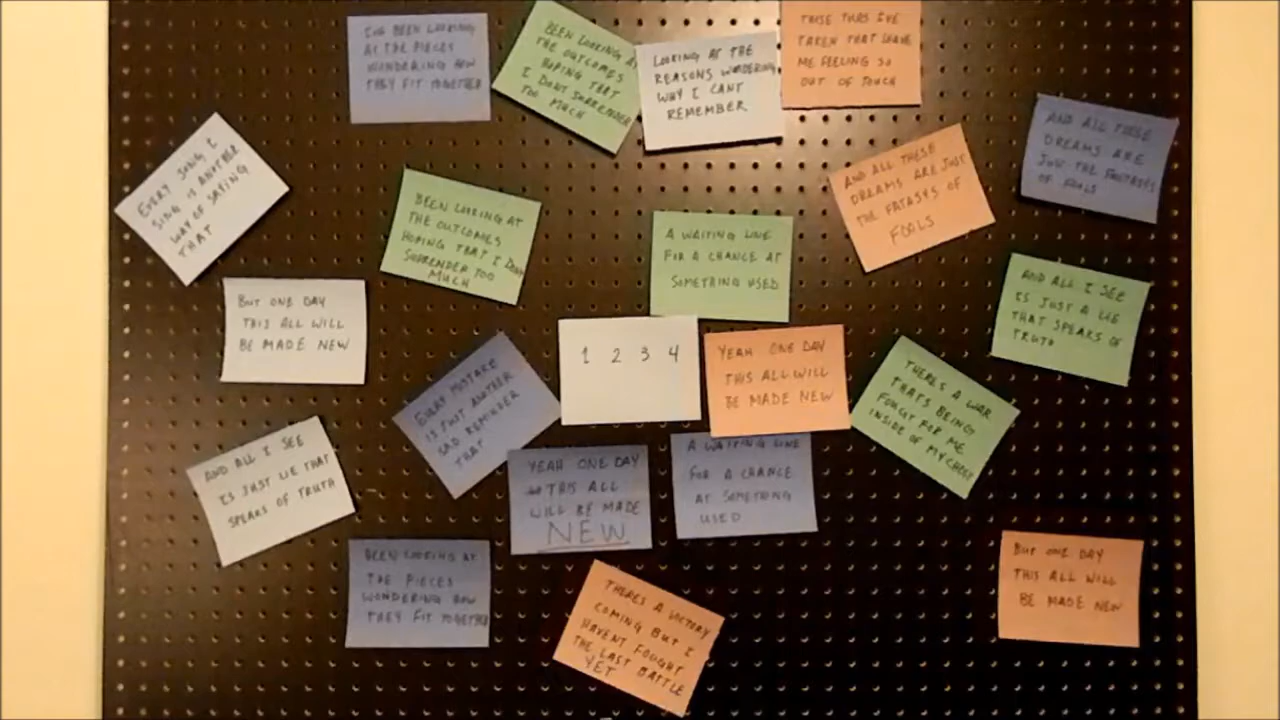 I'VE BEEN LOOKING
AT THE PIECES
WONDERING HOW
THEY FIT TOGETHER
BEEN LOOKING AT
THE OUTCOMES
HOPING THAT
I DONT SURRENDER
TOO MUCH
LOOKING AT THE
REASONS WONDERING
WHY I CANT
REMEMBER
I'VE
TAKEN THAT LEAVE
ME FEELING SO
OUT OF TOUCH
EVERY SONG I
SING IS ANOTHER
WAY OF SAYING
THAT
BEEN LOOKING AT
THE OUTCOMES
HOPING THAT I DONT
SURRENDER TOO
MUCH
A WAITING LINE
FOR A CHANCE AT
SOMETHING USED
AND ALL THESE
DREAMS ARE JUST
THE FATASYS OF
FOOLS
AND ALL THESE
DREAMS ARE
JUST THE FANTASYS
OF FOOLS
BUT ONE DAY
THIS ALL WILL
BE MADE NEW
EVERY MISTAKE
IS JUST ANOTHER
SAD REMINDER
THAT
1 2 3 4
YEAH ONE DAY
THIS ALL WILL
BE MADE NEW
THERE'S A WAR
THATS BEING
FOUGHT FOR ME
INSIDE OF MY CHEST
AND ALL I SEE
IS JUST A LIE
THAT SPEAKS OF
TRUTH
AND ALL I SEE
IS JUST LIE THAT
SPEAKS OF TRUTH
YEAH ONE DAY
THIS ALL
WILL BE MADE
NEW
A WAITING LINE
FOR A CHANCE
AT SOMETHING
USED
BEEN LOOKING AT
THE PIECES
WONDERING HOW
THEY FIT TOGETHER
THERES A VICTORY
COMING BUT I
HAVENT FOUGHT
THE LAST BATTLE
YET
BUT ONE DAY
THIS ALL WILL
BE MADE NEW